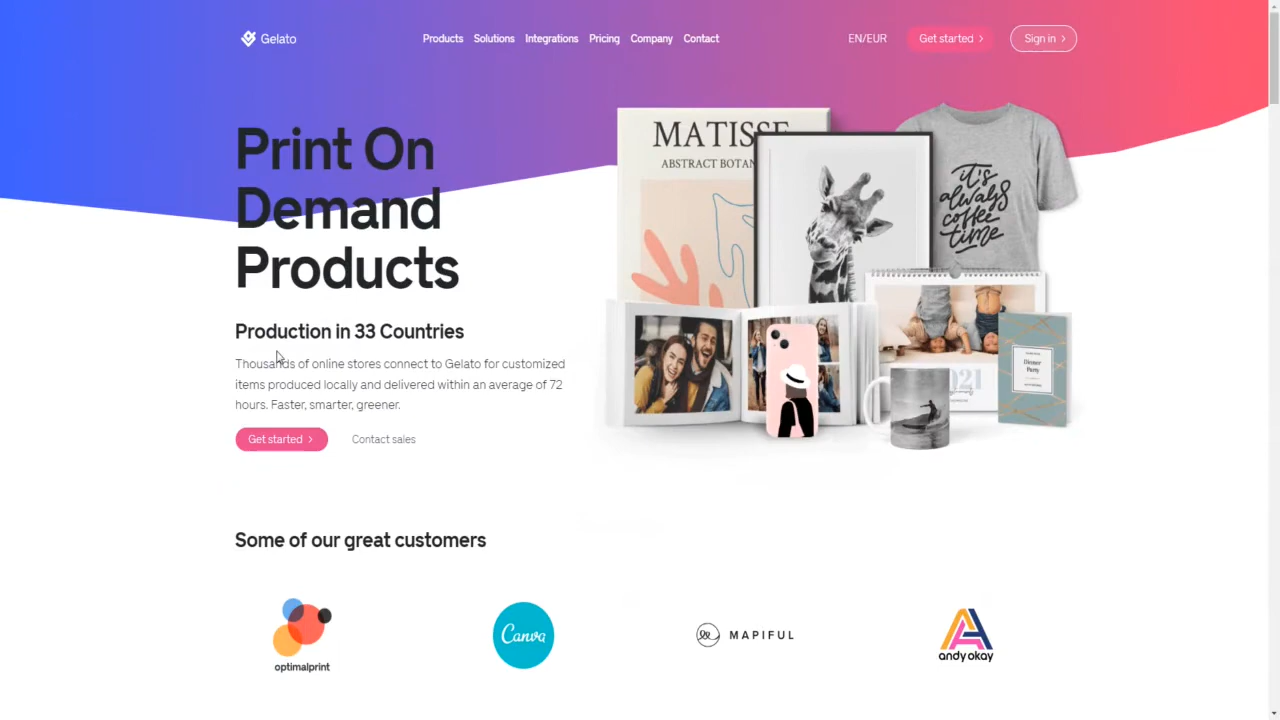 Gelato
Products Solutions Integrations Pricing Company Contact
EN/EUR
Get started
Sign in
Print On
Demand
Products
Production in 33 Countries
Thousands of online stores connect to Gelato for customized
items produced locally and delivered within an average of 72
hours. Faster, smarter, greener.
Get started
Contact sales
MATISSE
ABSTRACT BOTAN
it's
always
coffee
time
2021
Dinner
Party
Some of our great customers
optimalprint
Canva
MAPIFUL
andy okay